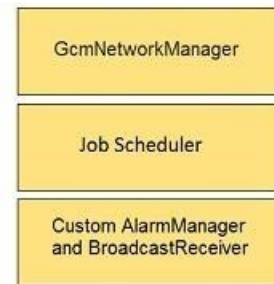 GcmNetworkManager
Job Scheduler
Custom AlarmManager
and BroadcastReceiver